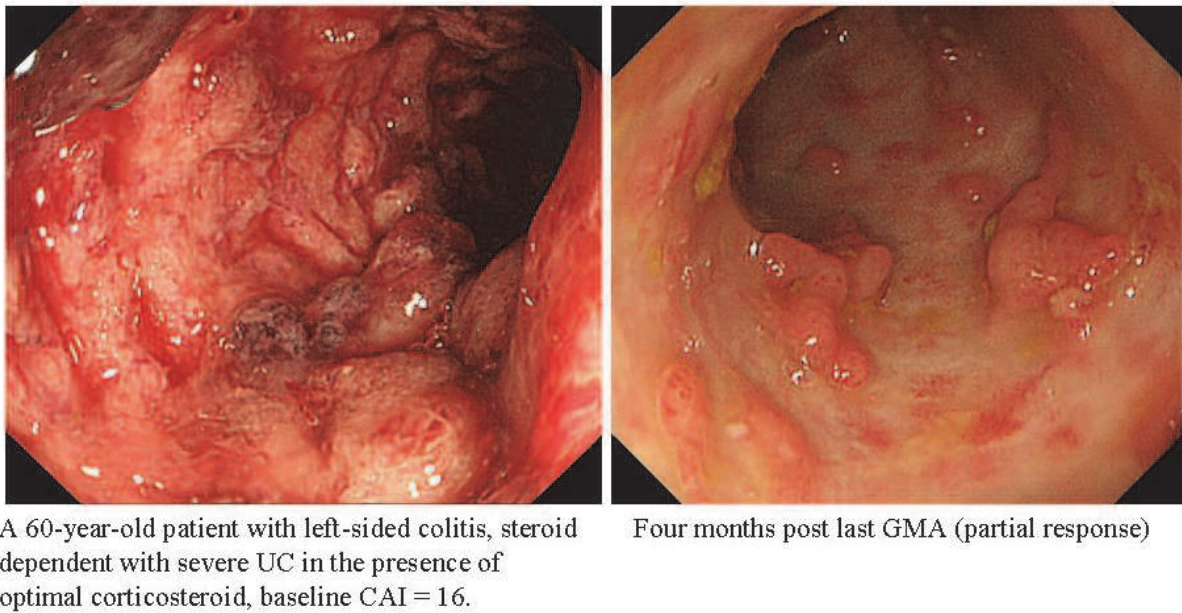 A 60-year-old patient with left-sided colitis, steroid
dependent with severe UC in the presence of
optimal corticosteroid, baseline CAI = 16.
Four months post last GMA (partial response)